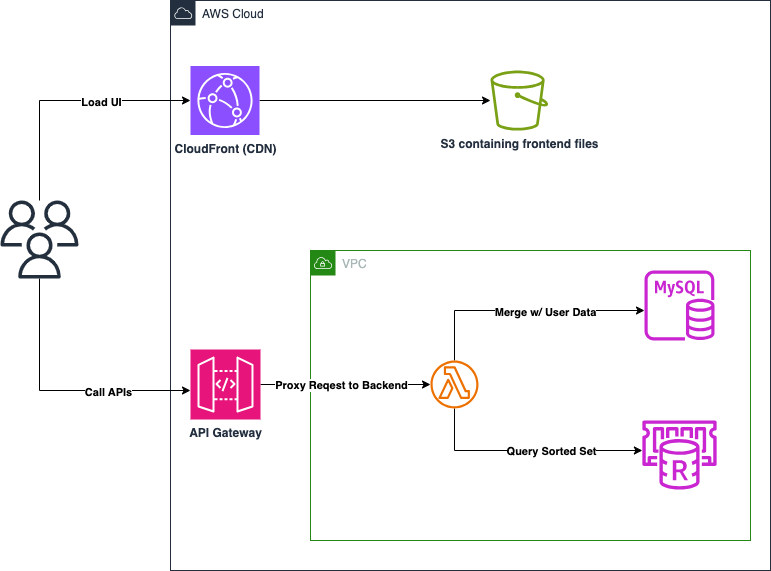 AWS Cloud
Load UI
CloudFront (CDN)
S3 containing frontend files
VPC
MySQL
Merge w/ User Data
Call APIs
</>
Proxy Reqest to Backend
API Gateway
Query Sorted Set
R